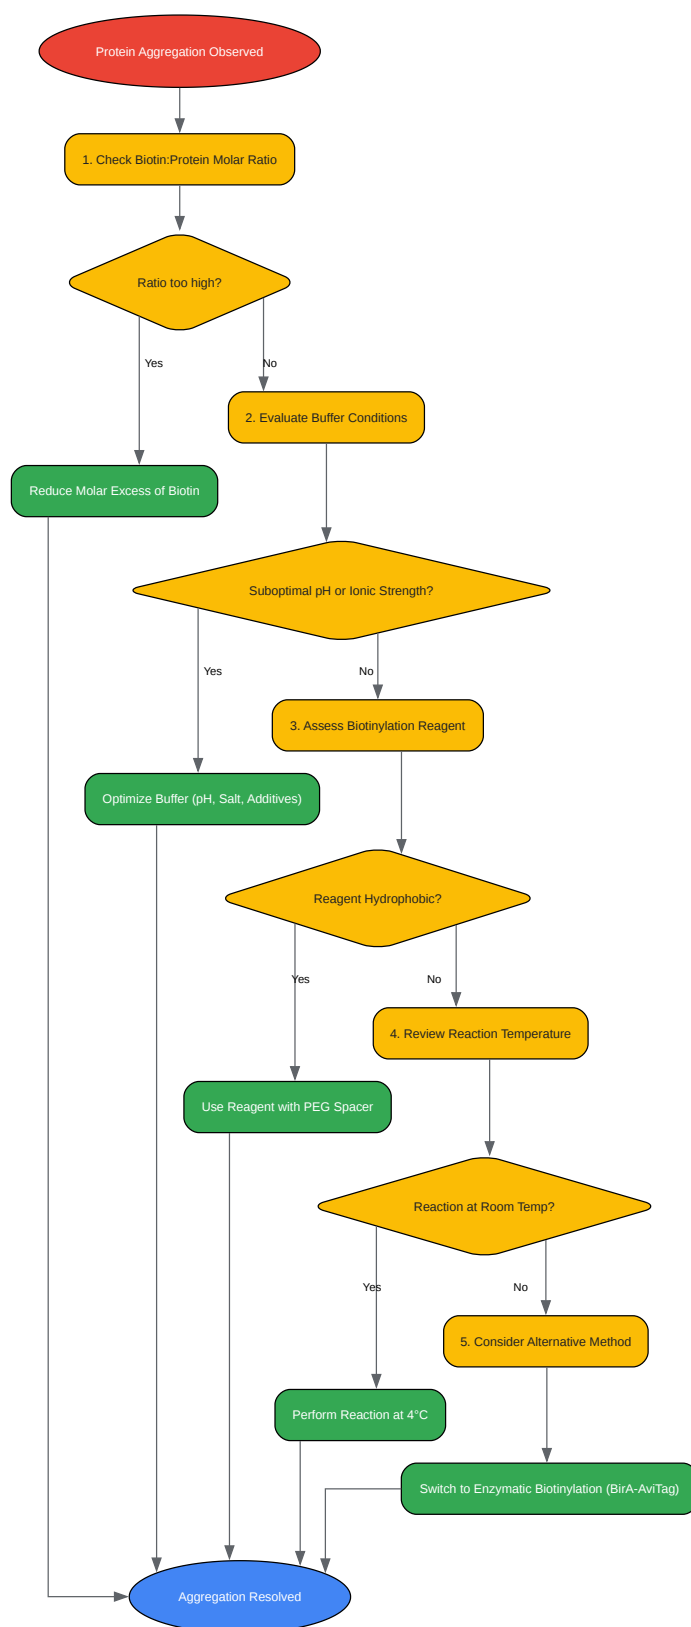 Protein Aggregation Observed
1. Check Biotin:Protein Molar Ratio
Ratio too high?
Yes
No
2. Evaluate Buffer Conditions
Reduce Molar Excess of Biotin
Suboptimal pH or Ionic Strength?
Yes
No
3. Assess Biotinylation Reagent
Optimize Buffer (pH, Salt, Additives)
Reagent Hydrophobic?
Yes
No
4. Review Reaction Temperature
Use Reagent with PEG Spacer
Reaction at Room Temp?
Yes
No
5. Consider Alternative Method
Perform Reaction at 4°C
Switch to Enzymatic Biotinylation (BirA-AviTag)
Aggregation Resolved